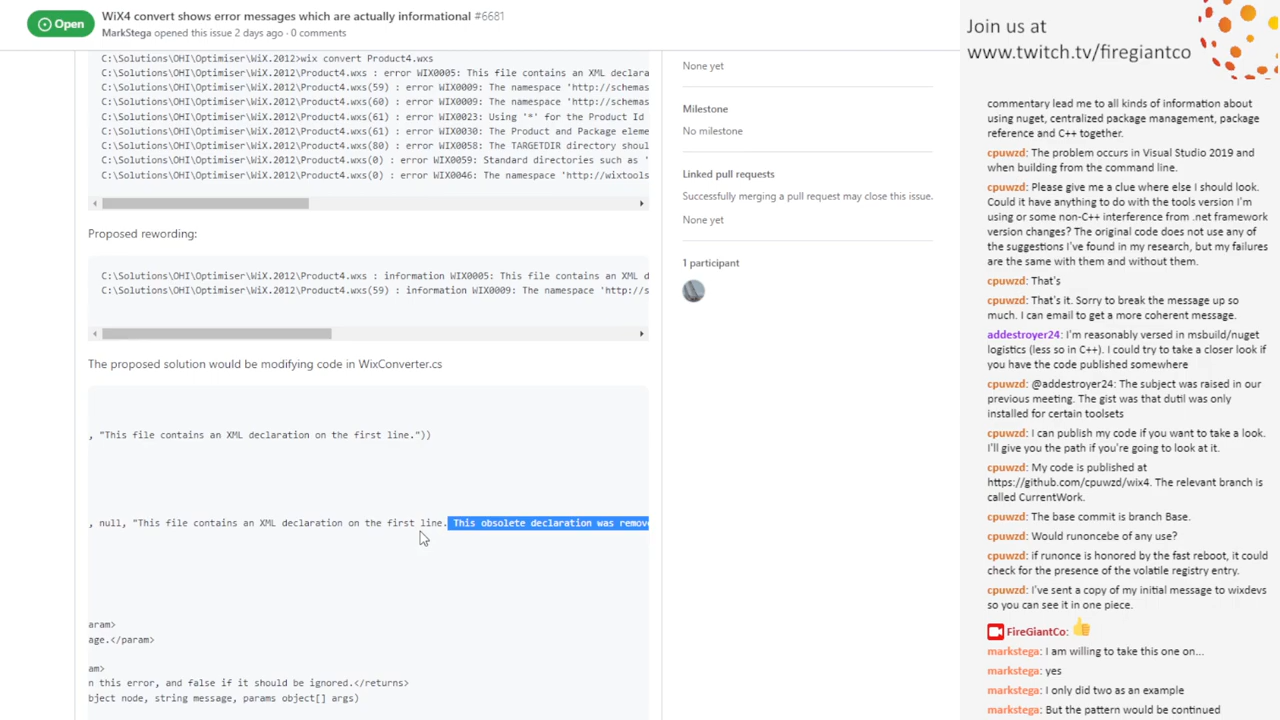 Open
WiX4 convert shows error messages which are actually informational #6681
MarkStega opened this issue 2 days ago · 0 comments
C:\Solutions\OHI\Optimiser\WiX.2012>wix convert Product4.wxs
C:\Solutions\OHI\Optimiser\WiX.2012\Product4.wxs : error WIX0005: This file contains an XML declara
C:\Solutions\OHI\Optimiser\WiX.2012\Product4.wxs(59) : error WIX0009: The namespace 'http://schemas
C:\Solutions\OHI\Optimiser\WiX.2012\Product4.wxs(60) : error WIX0009: The namespace 'http://schemas
C:\Solutions\OHI\Optimiser\WiX.2012\Product4.wxs(61) : error WIX0023: Using '*' for the Product Id
C:\Solutions\OHI\Optimiser\WiX.2012\Product4.wxs(61) : error WIX0030: The Product and Package eleme
C:\Solutions\OHI\Optimiser\WiX.2012\Product4.wxs(80) : error WIX0058: The TARGETDIR directory shoul
C:\Solutions\OHI\Optimiser\WiX.2012\Product4.wxs(0) : error WIX0059: Standard directories such as '
C:\Solutions\OHI\Optimiser\WiX.2012\Product4.wxs(0) : error WIX0046: The namespace 'http://wixtools
Proposed rewording:
C:\Solutions\OHI\Optimiser\WiX.2012\Product4.wxs : information WIX0005: This file contains an XML d
C:\Solutions\OHI\Optimiser\WiX.2012\Product4.wxs(59) : information WIX0009: The namespace 'http://s
The proposed solution would be modifying code in WixConverter.cs
, "This file contains an XML declaration on the first line."))
, null, "This file contains an XML declaration on the first line. This obsolete declaration was remove
aram>
age.</param>
am>
n this error, and false if it should be ignored.</returns>
bject node, string message, params object[] args)
None yet
Milestone
No milestone
Linked pull requests
Successfully merging a pull request may close this issue.
None yet
1 participant
Join us at
www.twitch.tv/firegiantco
commentary lead me to all kinds of information about
using nuget, centralized package management, package
reference and C++ together.
cpuwzd: The problem occurs in Visual Studio 2019 and
when building from the command line.
cpuwzd: Please give me a clue where else I should look.
Could it have anything to do with the tools version I'm
using or some non-C++ interference from .net framework
version changes? The original code does not use any of
the suggestions I've found in my research, but my failures
are the same with them and without them.
cpuwzd: That's
cpuwzd: That's it. Sorry to break the message up so
much. I can email to get a more coherent message.
addestroyer24: I'm reasonably versed in msbuild/nuget
logistics (less so in C++). I could try to take a closer look if
you have the code published somewhere
cpuwzd: @addestroyer24: The subject was raised in our
previous meeting. The gist was that dutil was only
installed for certain toolsets
cpuwzd: I can publish my code if you want to take a look.
I'll give you the path if you're going to look at it.
cpuwzd: My code is published at
https://github.com/cpuwzd/wix4. The relevant branch is
called CurrentWork.
cpuwzd: The base commit is branch Base.
cpuwzd: Would runoncebe of any use?
cpuwzd: if runonce is honored by the fast reboot, it could
check for the presence of the volatile registry entry.
cpuwzd: I've sent a copy of my initial message to wixdevs
so you can see it in one piece.
FireGiantCo:
markstega: I am willing to take this one on...
markstega: yes
markstega: I only did two as an example
markstega: But the pattern would be continued